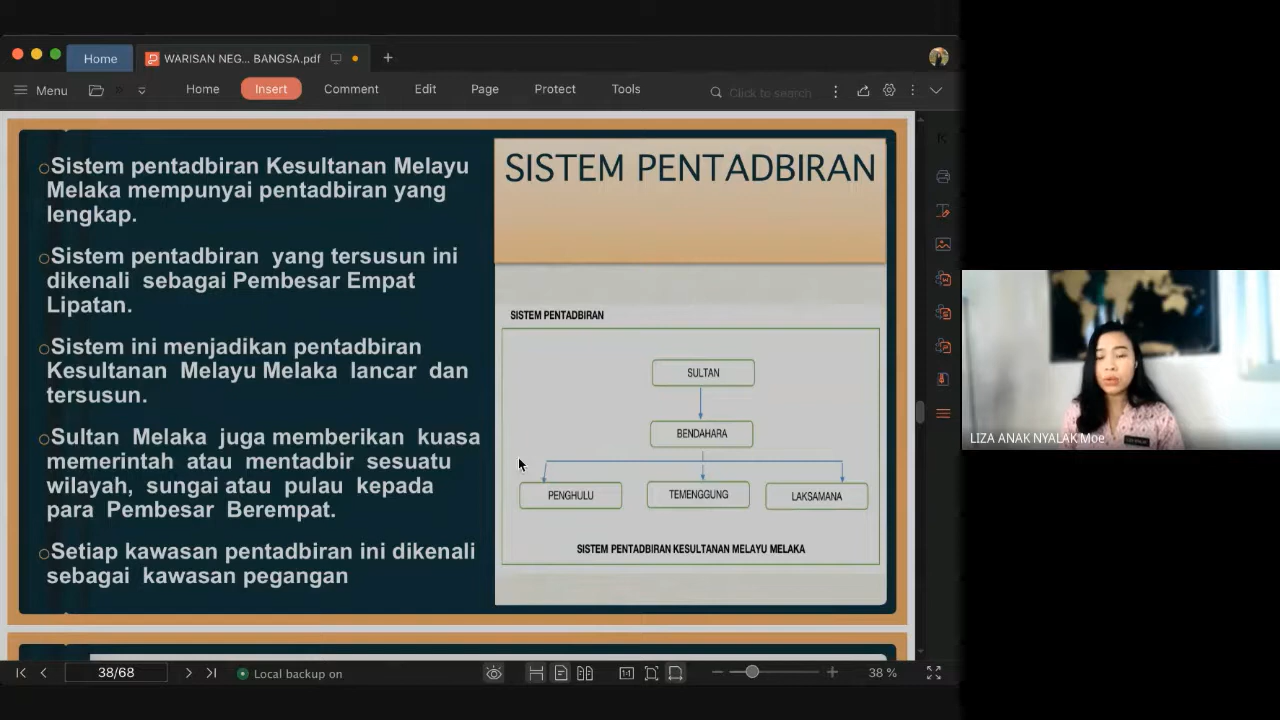 Home
WARISAN NEG... BANGSA.pdf
Menu
Home
Insert
Comment
Edit
Page
Protect
Tools
Click to search
Sistem pentadbiran Kesultanan Melayu
Melaka mempunyai pentadbiran yang
lengkap.
Sistem pentadbiran yang tersusun ini
dikenali sebagai Pembesar Empat
Lipatan.
Sistem ini menjadikan pentadbiran
Kesultanan Melayu Melaka lancar dan
tersusun.
Sultan Melaka juga memberikan kuasa
memerintah atau mentadbir sesuatu
wilayah, sungai atau pulau kepada
para Pembesar Berempat.
Setiap kawasan pentadbiran ini dikenali
sebagai kawasan pegangan
SISTEM PENTADBIRAN
SISTEM PENTADBIRAN
SULTAN
BENDAHARA
PENGHULU
TEMENGGUNG
LAKSAMANA
SISTEM PENTADBIRAN KESULTANAN MELAYU MELAKA
LIZA ANAK NYALAK Moe
38/68
Local backup on
38 %